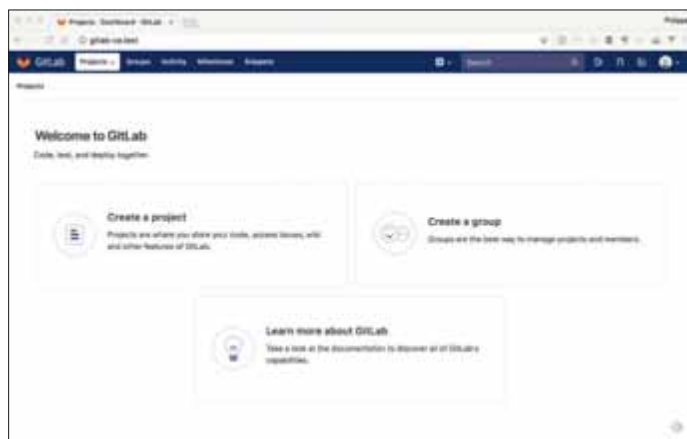 Projects · Dashboard · GitLab
GitLab Projects Groups Activity Milestones Snippets Search
Projects
Welcome to GitLab
Code, test, and deploy together
Create a project
Projects are where you store your code, access issues, wiki
and other features of GitLab.
Create a group
Groups are the best way to manage projects and members.
Learn more about GitLab
Take a look at the documentation to discover all of GitLab's
capabilities.